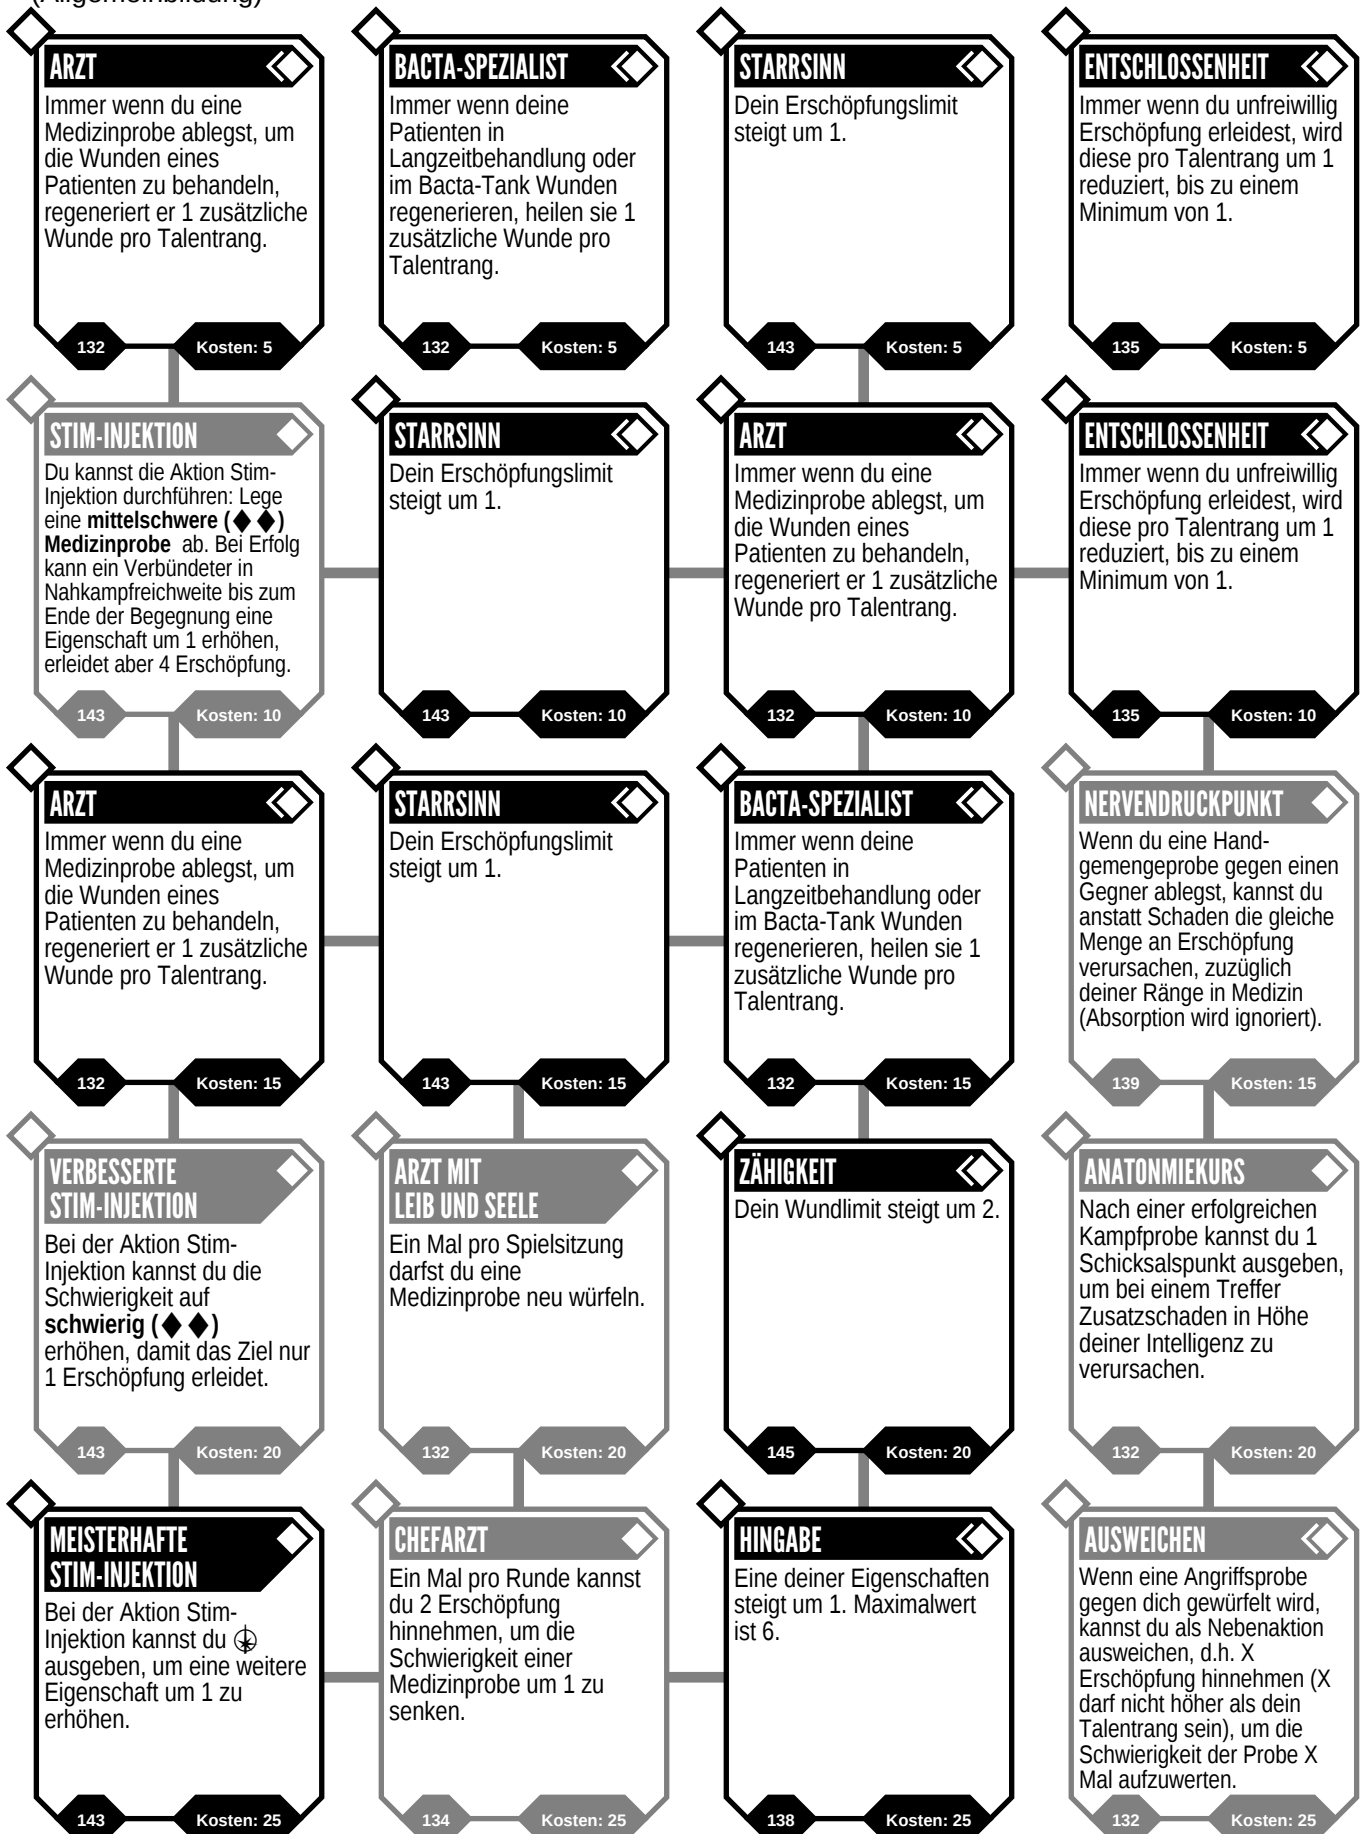 (Allgemeinbildung)
ARZT
Immer wenn du eine
Medizinprobe ablegst, um
die Wunden eines
Patienten zu behandeln,
regeneriert er 1 zusätzliche
Wunde pro Talentrang.
132
Kosten: 5
BACTA-SPEZIALIST
Immer wenn deine
Patienten in
Langzeitbehandlung oder
im Bacta-Tank Wunden
regenerieren, heilen sie 1
zusätzliche Wunde pro
Talentrang.
132
Kosten: 5
STARRSINN
Dein Erschöpfungslimit
steigt um 1.
143
Kosten: 5
ENTSCHLOSSENHEIT
Immer wenn du unfreiwillig
Erschöpfung erleidest, wird
diese pro Talentrang um 1
reduziert, bis zu einem
Minimum von 1.
135
Kosten: 5
STIM-INJEKTION
Du kannst die Aktion Stim-
Injektion durchführen: Lege
eine mittelschwere (♦♦)
Medizinprobe ab. Bei Erfolg
kann ein Verbündeter in
Nahkampfreichweite bis zum
Ende der Begegnung eine
Eigenschaft um 1 erhöhen,
erleidet aber 4 Erschöpfung.
143
Kosten: 10
STARRSINN
Dein Erschöpfungslimit
steigt um 1.
143
Kosten: 10
ARZT
Immer wenn du eine
Medizinprobe ablegst, um
die Wunden eines
Patienten zu behandeln,
regeneriert er 1 zusätzliche
Wunde pro Talentrang.
132
Kosten: 10
ENTSCHLOSSENHEIT
Immer wenn du unfreiwillig
Erschöpfung erleidest, wird
diese pro Talentrang um 1
reduziert, bis zu einem
Minimum von 1.
135
Kosten: 10
ARZT
Immer wenn du eine
Medizinprobe ablegst, um
die Wunden eines
Patienten zu behandeln,
regeneriert er 1 zusätzliche
Wunde pro Talentrang.
132
Kosten: 15
STARRSINN
Dein Erschöpfungslimit
steigt um 1.
143
Kosten: 15
BACTA-SPEZIALIST
Immer wenn deine
Patienten in
Langzeitbehandlung oder
im Bacta-Tank Wunden
regenerieren, heilen sie 1
zusätzliche Wunde pro
Talentrang.
132
Kosten: 15
NERVENDRUCKPUNKT
Wenn du eine Hand-
gemengeprobe gegen einen
Gegner ablegst, kannst du
anstatt Schaden die gleiche
Menge an Erschöpfung
verursachen, zuzüglich
deiner Ränge in Medizin
(Absorption wird ignoriert).
139
Kosten: 15
VERBESSERTE
STIM-INJEKTION
Bei der Aktion Stim-
Injektion kannst du die
Schwierigkeit auf
schwierig (♦♦)
erhöhen, damit das Ziel nur
1 Erschöpfung erleidet.
143
Kosten: 20
ARZT MIT
LEIB UND SEELE
Ein Mal pro Spielsitzung
darfst du eine
Medizinprobe neu würfeln.
132
Kosten: 20
ZÄHIGKEIT
Dein Wundlimit steigt um 2.
145
Kosten: 20
ANATONMIEKURS
Nach einer erfolgreichen
Kampfprobe kannst du 1
Schicksalspunkt ausgeben,
um bei einem Treffer
Zusatzschaden in Höhe
deiner Intelligenz zu
verursachen.
132
Kosten: 20
MEISTERHAFTE
STIM-INJEKTION
Bei der Aktion Stim-
Injektion kannst du
ausgeben, um eine weitere
Eigenschaft um 1 zu
erhöhen.
143
Kosten: 25
CHEFARZT
Ein Mal pro Runde kannst
du 2 Erschöpfung
hinnehmen, um die
Schwierigkeit einer
Medizinprobe um 1 zu
senken.
134
Kosten: 25
HINGABE
Eine deiner Eigenschaften
steigt um 1. Maximalwert
ist 6.
138
Kosten: 25
AUSWEICHEN
Wenn eine Angriffsprobe
gegen dich gewürfelt wird,
kannst du als Nebenaktion
ausweichen, d.h. X
Erschöpfung hinnehmen (X
darf nicht höher als dein
Talentrang sein), um die
Schwierigkeit der Probe X
Mal aufzuwerten.
132
Kosten: 25